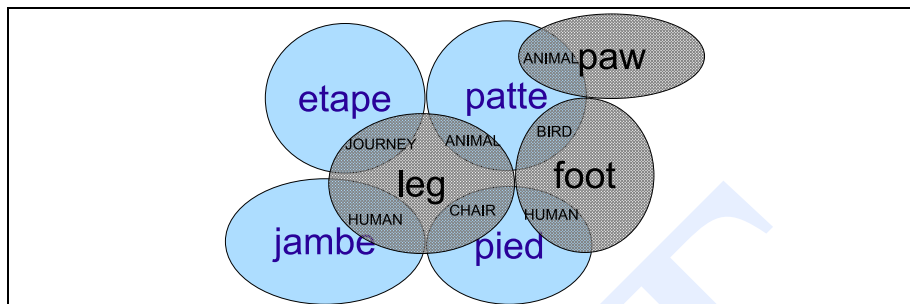 ANIMAL paw
etape patte
BIRD
JOURNEY ANIMAL
leg foot
HUMAN CHAIR HUMAN
jambe pied